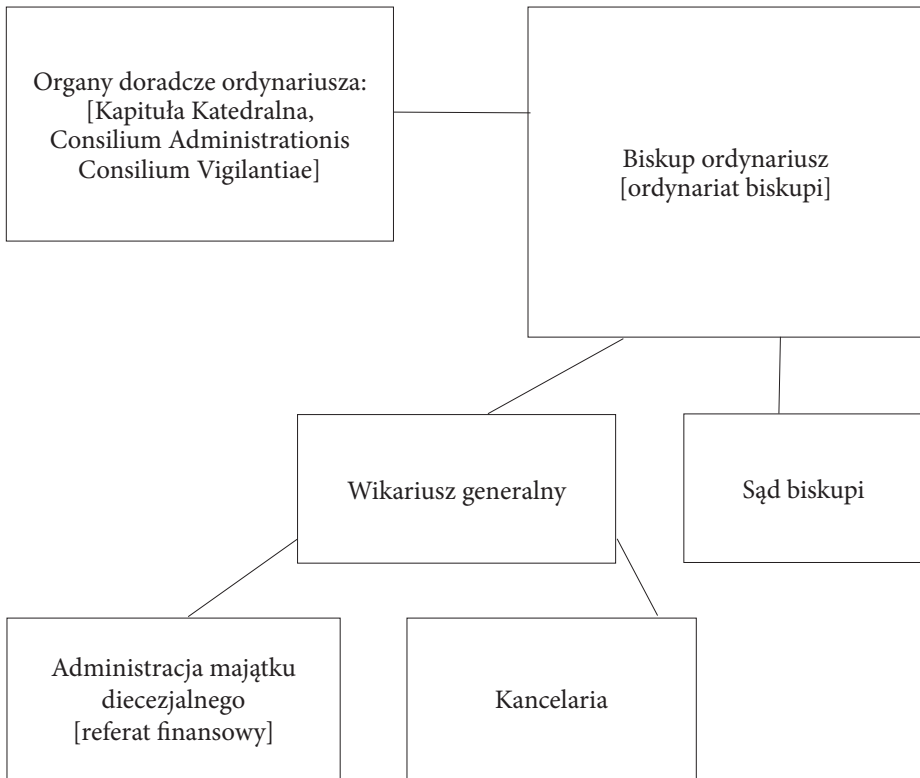 Organy doradcze ordynariusza:
[Kapituła Katedralna,
Consilium Administrationis
Consilium Vigilantiae]
Biskup ordynariusz
[ordynariat biskupi]
Wikariusz generalny
Sąd biskupi
Administracja majątku
diecezjalnego
[referat finansowy]
Kancelaria